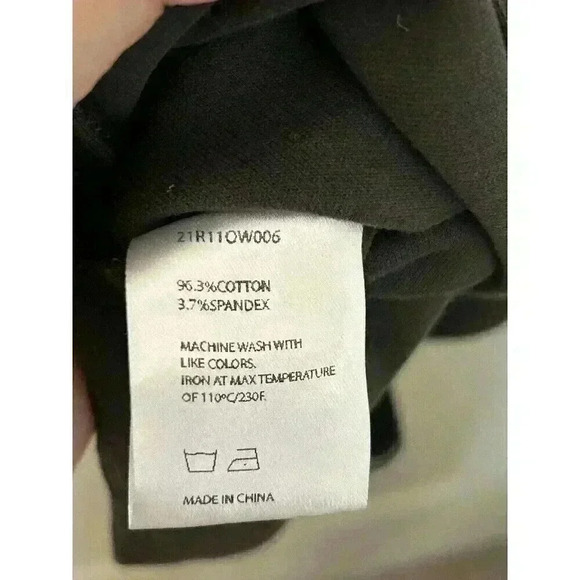 21R11OW006
96.3%COTTON
3.7%SPANDEX
MACHINE WASH WITH
LIKE COLORS.
IRON AT MAX TEMPERATURE
OF 110ºC/230F.
MADE IN CHINA